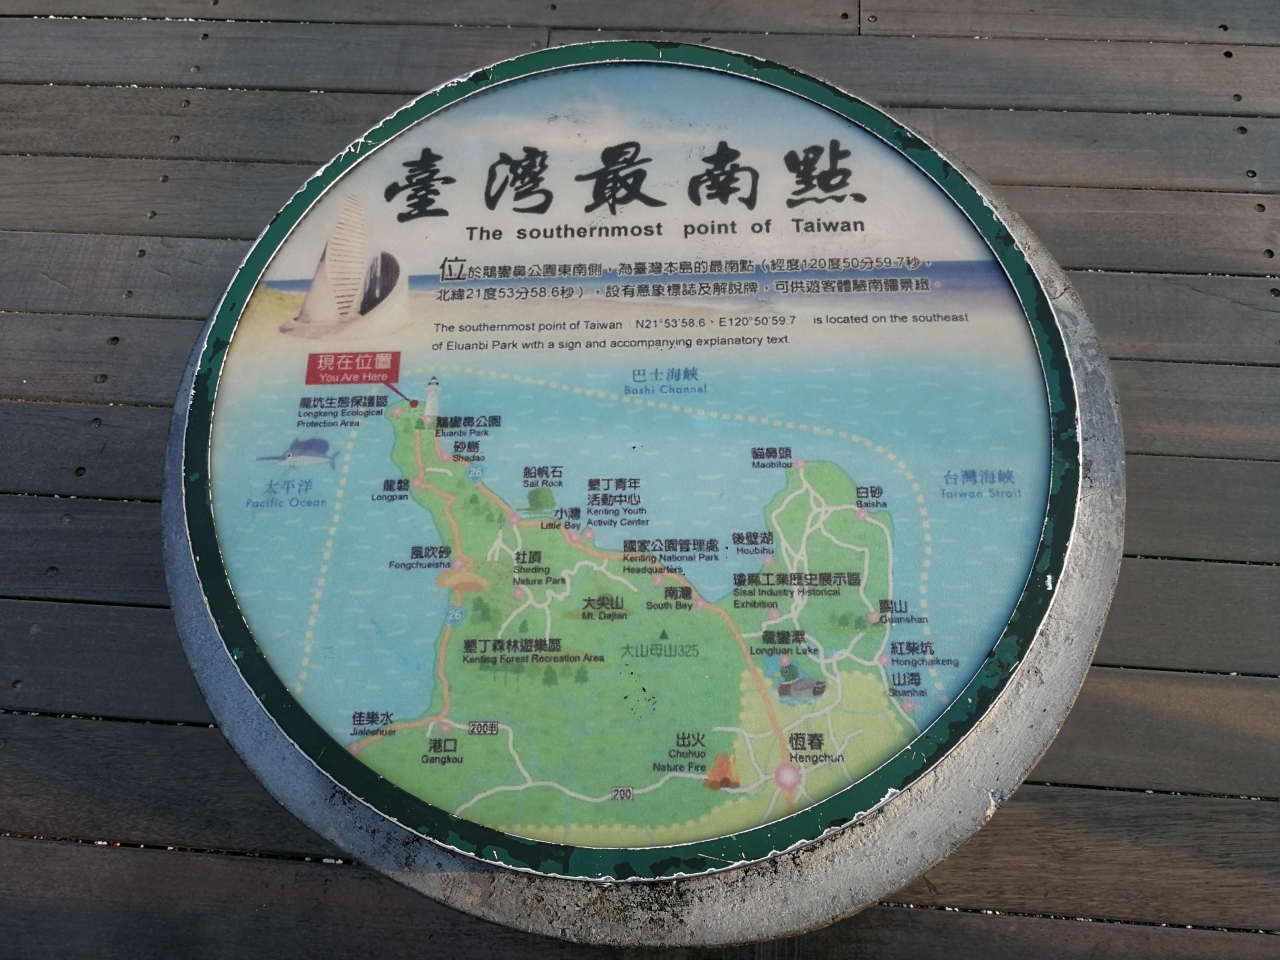 臺灣最南點
The southernmost point of Taiwan
位於鵝鑾鼻公園東南側，為臺灣本島的最南點（經度120度50分59.7秒，
北緯21度53分58.6秒），設有意象標誌及解說牌，可供遊客體驗南疆景緻。
The southernmost point of Taiwan N21°53'58.6、E120°50'59.7 is located on the southeast
of Eluanbi Park with a sign and accompanying explanatory text.
現在位置
You Are Here
巴士海峽
Bashi Channel
龍坑生態保護區
Longkeng Ecological
Protection Area
鵝鑾鼻公園
Eluanbi Park
砂島
Shadao
26
太平洋
Pacific Ocean
龍磐
Longpan
船帆石
Sail Rock
墾丁青年
活動中心
Kenting Youth
Activity Center
小灣
Little Bay
貓鼻頭
Maobitou
白砂
Baisha
台灣海峽
Taiwan Strait
風吹砂
Fengchueisha
社頂
Sheding
Nature Park
國家公園管理處
Kenting National Park
Headquarters
後壁湖
Houbihu
瓊麻工業歷史展示區
Sisal Industry Historical
Exhibition
大尖山
Mt. Dajian
南灣
South Bay
關山
Guanshan
26
墾丁森林遊樂區
Kenting Forest Recreation Area
大山母山325
龍鑾潭
Longluan Lake
紅柴坑
Hongchaikeng
山海
Shanhai
佳樂水
Jialeshuei
港口
Gangkou
200甲
出火
Chuhuo
Nature Fire
恆春
Hengchun
200